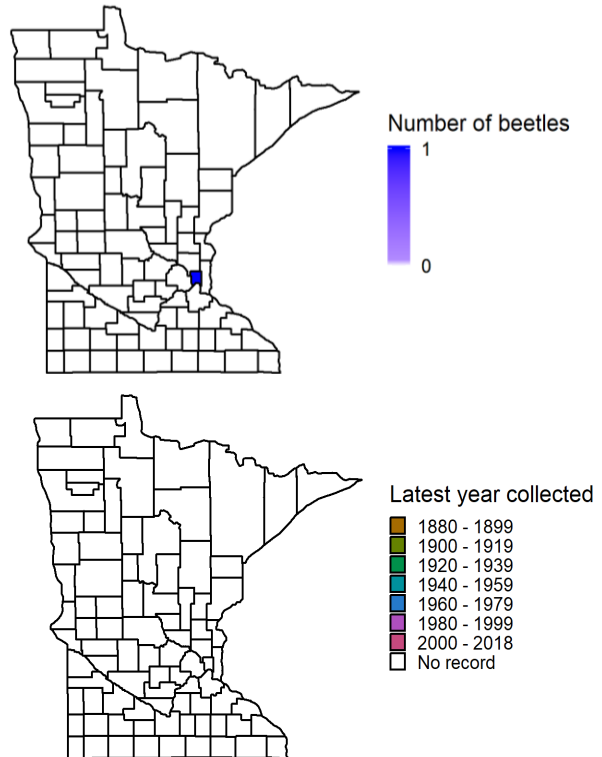 Number of beetles
1
0
Latest year collected
1880 - 1899
1900 - 1919
1920 - 1939
1940 - 1959
1960 - 1979
1980 - 1999
2000 - 2018
No record